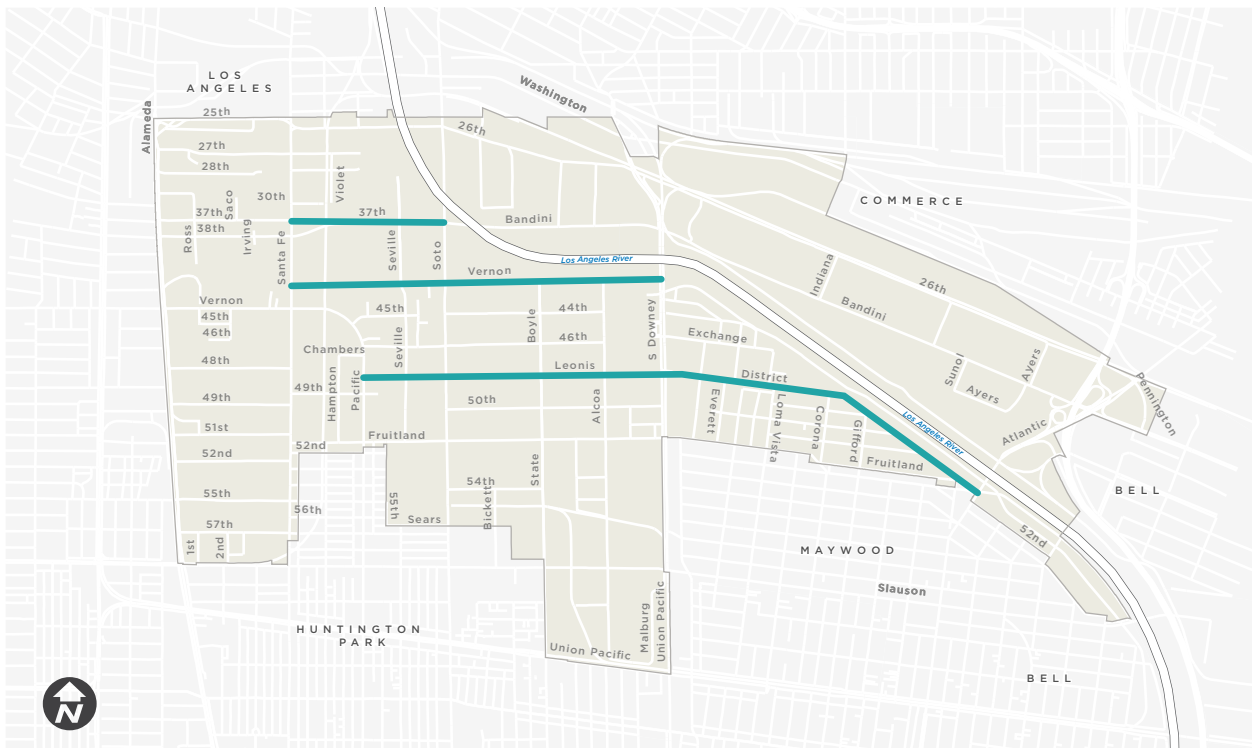 LOS
ANGELES
Washington
Alameda
25th
26th
27th
28th
Violet
30th
Saco
37th
37th
Bandini
COMMERCE
Ross
38th
Irving
Santa Fe
Seville
Soto
Los Angeles River
Vernon
Indiana
26th
Vernon
45th
44th
Bandini
45th
46th
Boyle
46th
S Downey
Exchange
Chambers
Seville
48th
Leonis
District
Sunol
Ayers
Ayers
Pennington
49th
Hampton
Pacific
49th
50th
Alcoa
Everett
Loma Vista
Corona
Gifford
Los Angeles River
Atlantic
51st
Fruitland
52nd
52nd
Fruitland
State
54th
Bickett
55th
55th
BELL
56th
Sears
57th
1st
2nd
52nd
MAYWOOD
Slauson
HUNTINGTON
PARK
Malburg
Union Pacific
Union Pacific
BELL
N